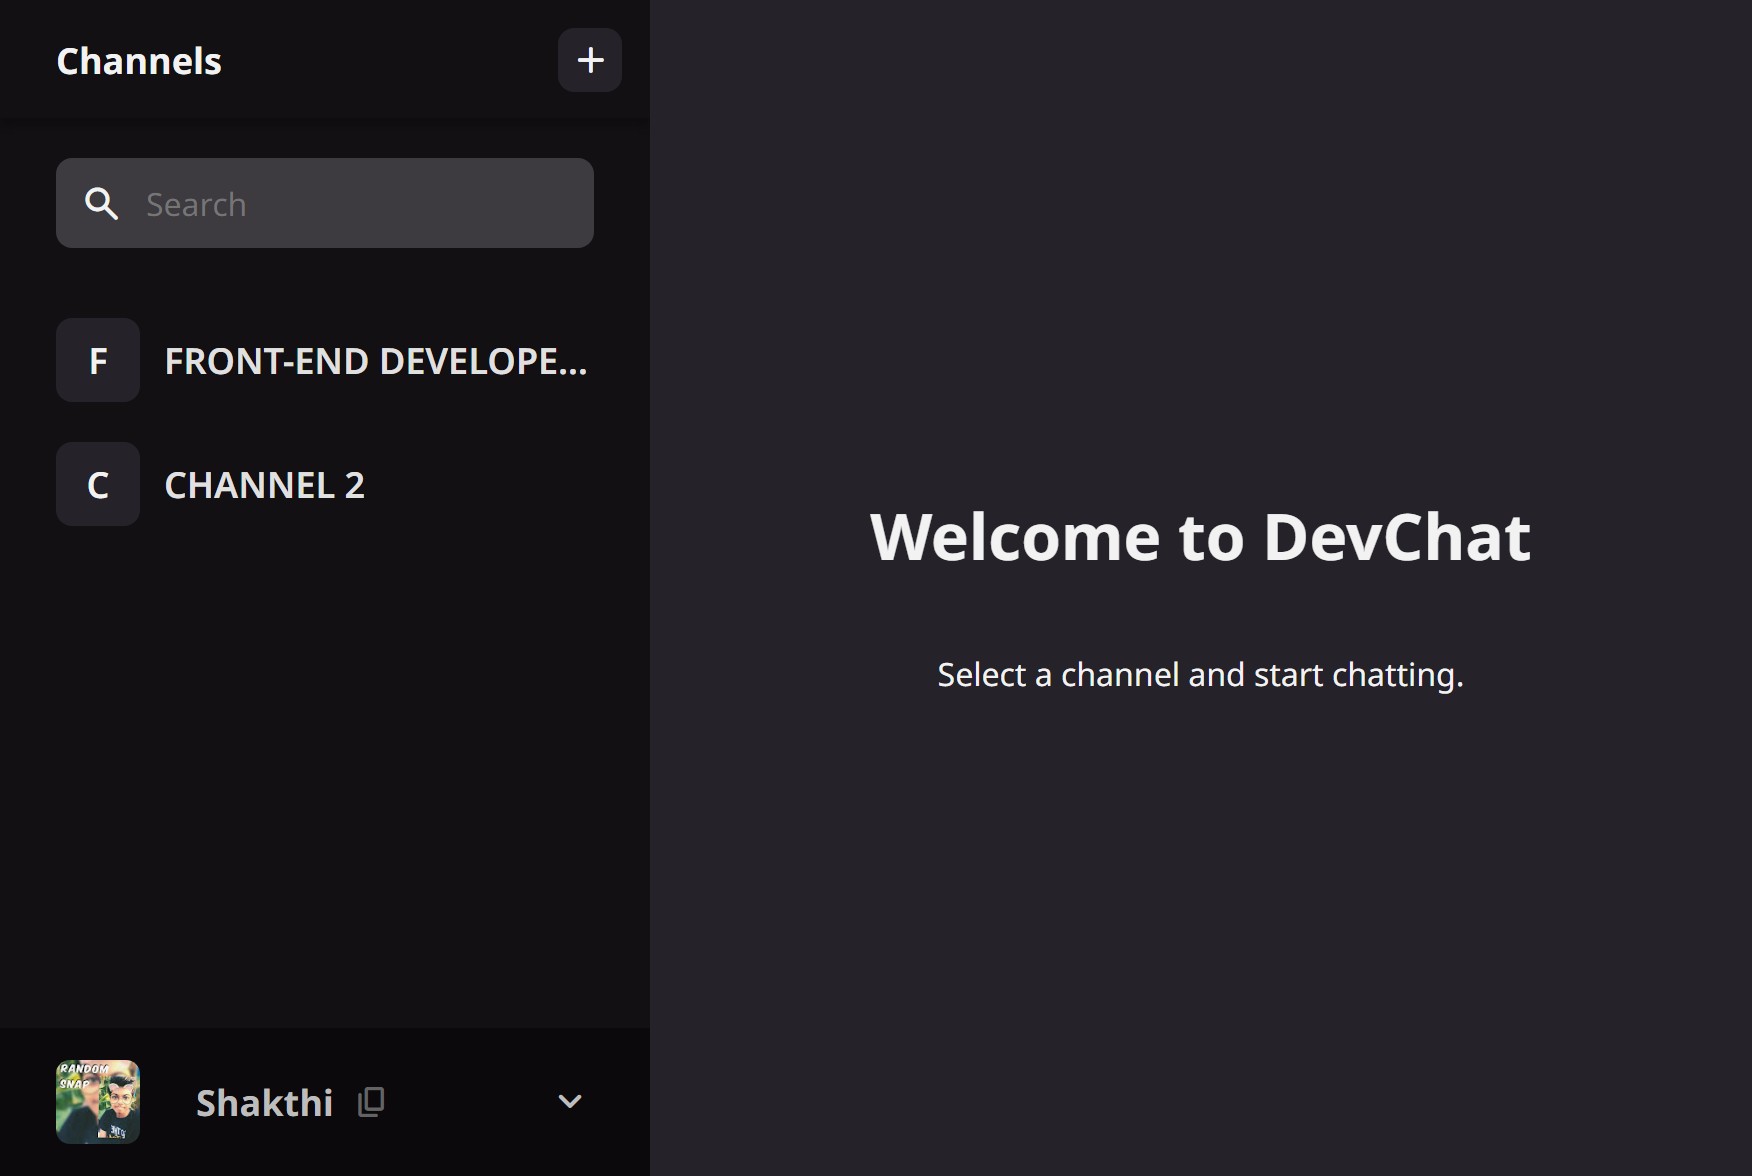 Channels
Search
F
FRONT-END DEVELOPE...
C
CHANNEL 2
Welcome to DevChat
Select a channel and start chatting.
RANDOM
SNAP
Shakthi